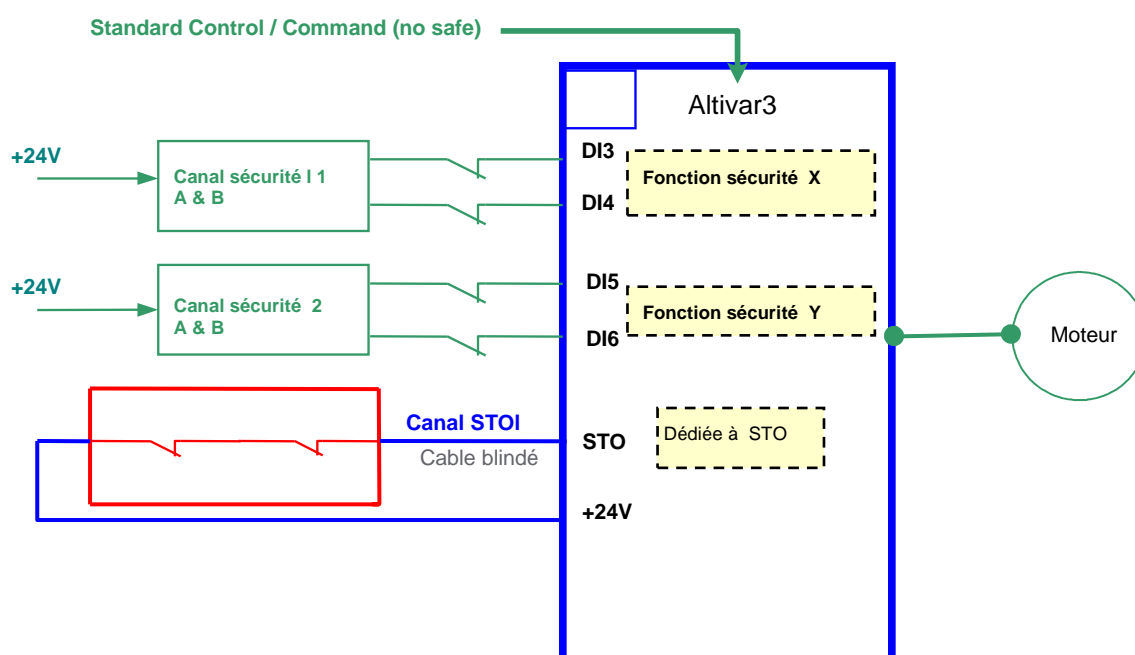 Standard Control / Command (no safe)
Altivar3
+24V
Canal sécurité l 1
A & B
DI3
DI4
Fonction sécurité X
+24V
Canal sécurité 2
A & B
DI5
DI6
Fonction sécurité Y
Moteur
Canal STOl
Cable blindé
STO
Dédiée à STO
+24V